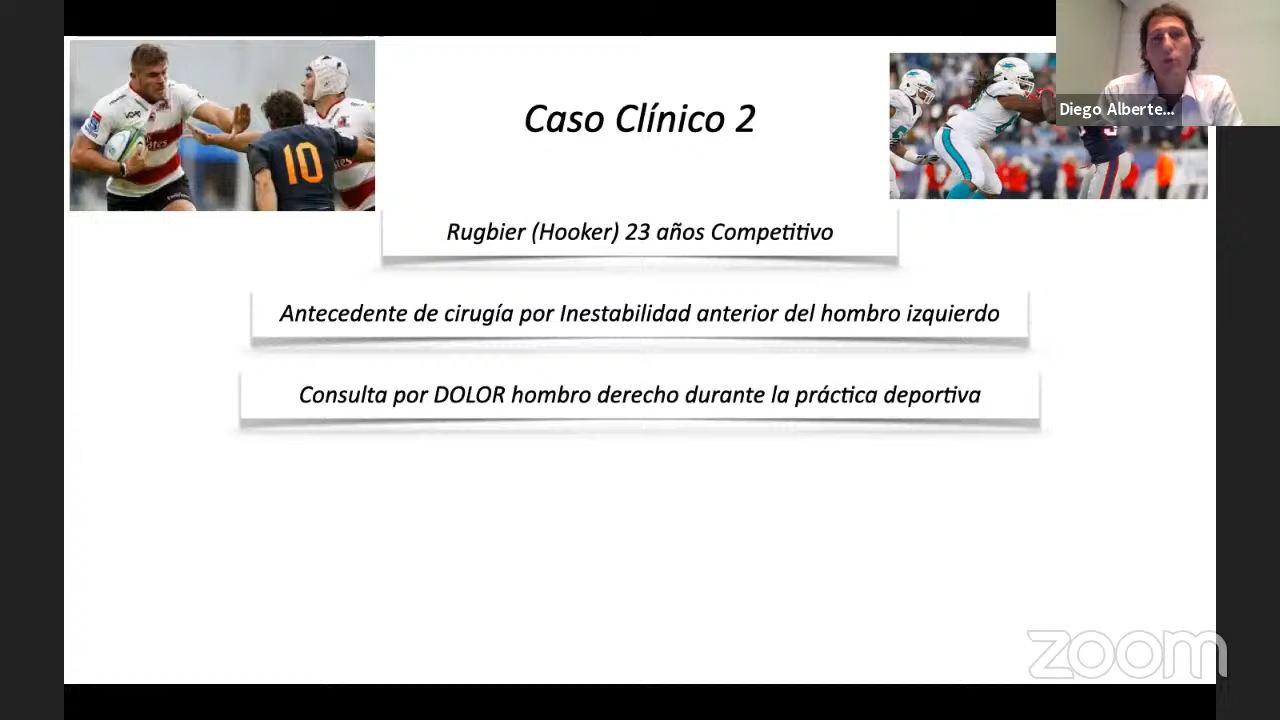 Caso Clínico 2
Diego Alberte...
10
Rugbier (Hooker) 23 años Competitivo
Antecedente de cirugía por Inestabilidad anterior del hombro izquierdo
Consulta por DOLOR hombro derecho durante la práctica deportiva
zoom